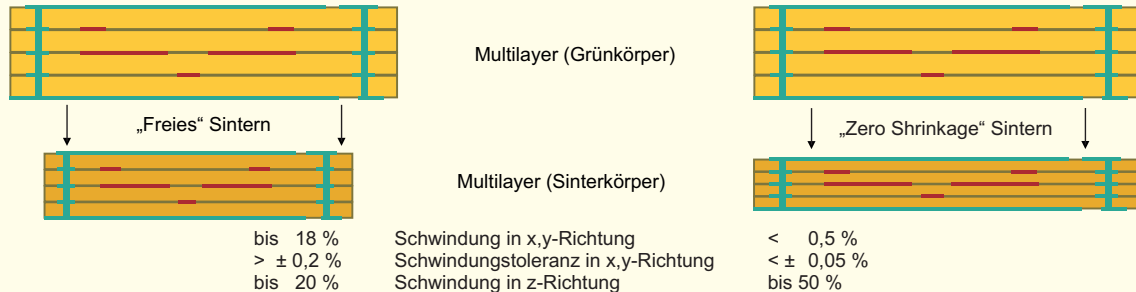 Multilayer (Grünkörper)
„Freies“ Sintern
„Zero Shrinkage“ Sintern
Multilayer (Sinterkörper)
bis 18 % Schwindung in x,y-Richtung < 0,5 %
> ± 0,2 % Schwindungstoleranz in x,y-Richtung < ± 0,05 %
bis 20 % Schwindung in z-Richtung bis 50 %